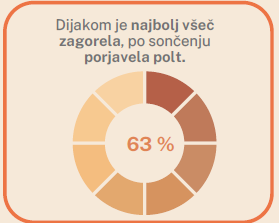 Dijakom je najbolj všeč
zagorela, po sončenju
porjavela polt.
63 %